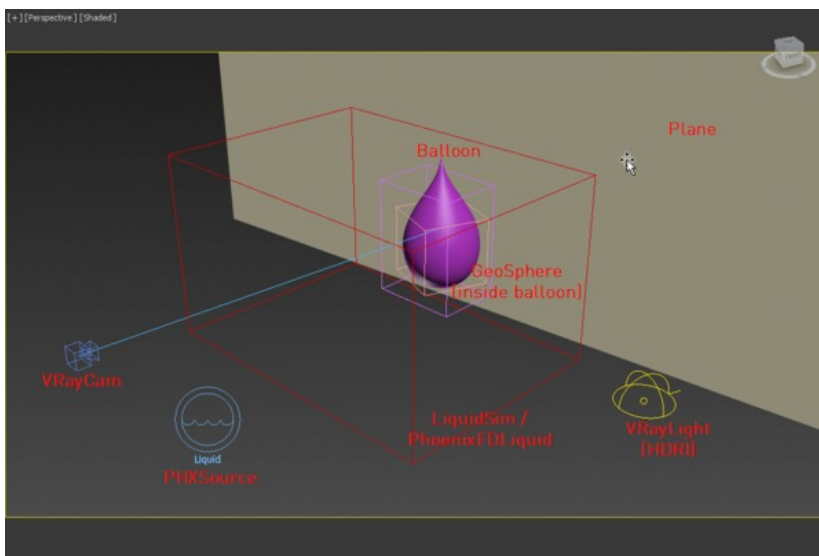 [+] [Perspective ] [Shaded ]
Plane
Balloon
GeoSphere
(inside balloon)
VRayCam
LiquidSim /
PhoenixFDLiquid
VRayLight
[HDRI]
Liquid
PHXSource